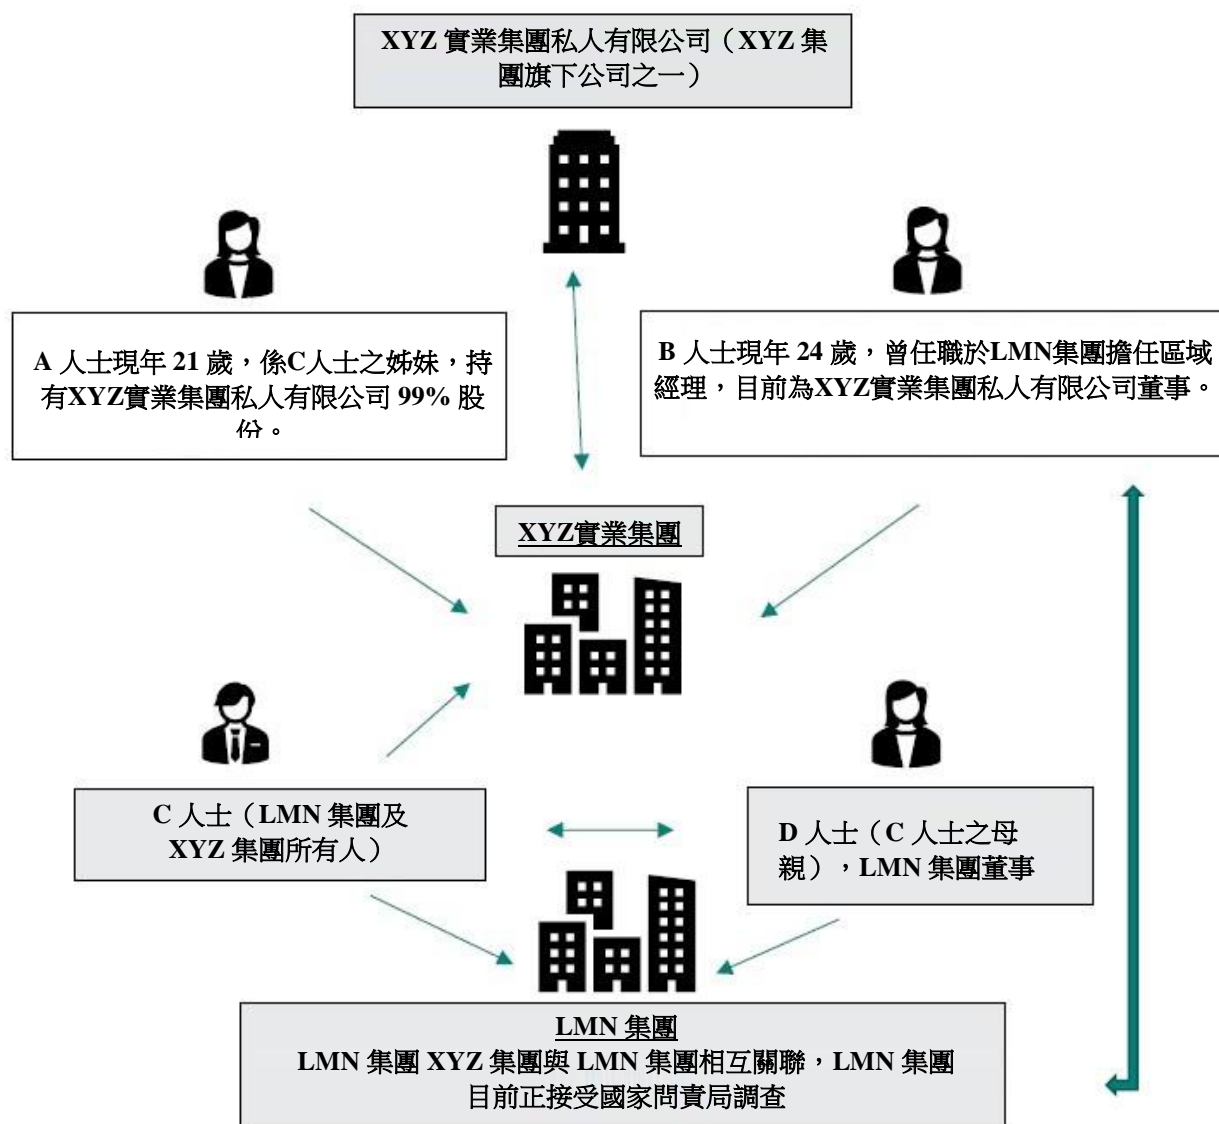 XYZ 實業集團私人有限公司（XYZ 集
團旗下公司之一）
A 人士現年 21 歲，係C人士之姊妹，持
有XYZ實業集團私人有限公司 99% 股
份。
B 人士現年 24 歲，曾任職於LMN集團擔任區域
經理，目前為XYZ實業集團私人有限公司董事。
XYZ實業集團
C 人士（LMN 集團及
XYZ 集團所有人）
D 人士（C 人士之母
親），LMN 集團董事
LMN 集團
LMN 集團 XYZ 集團與 LMN 集團相互關聯，LMN 集團
目前正接受國家問責局調查